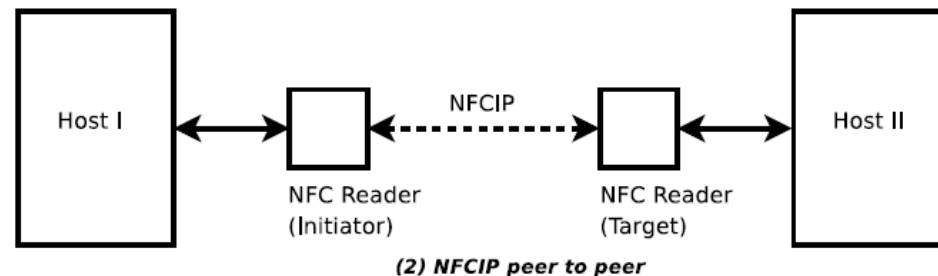 Host I
NFCIP
Host II
NFC Reader
(Initiator)
NFC Reader
(Target)
(2) NFCIP peer to peer